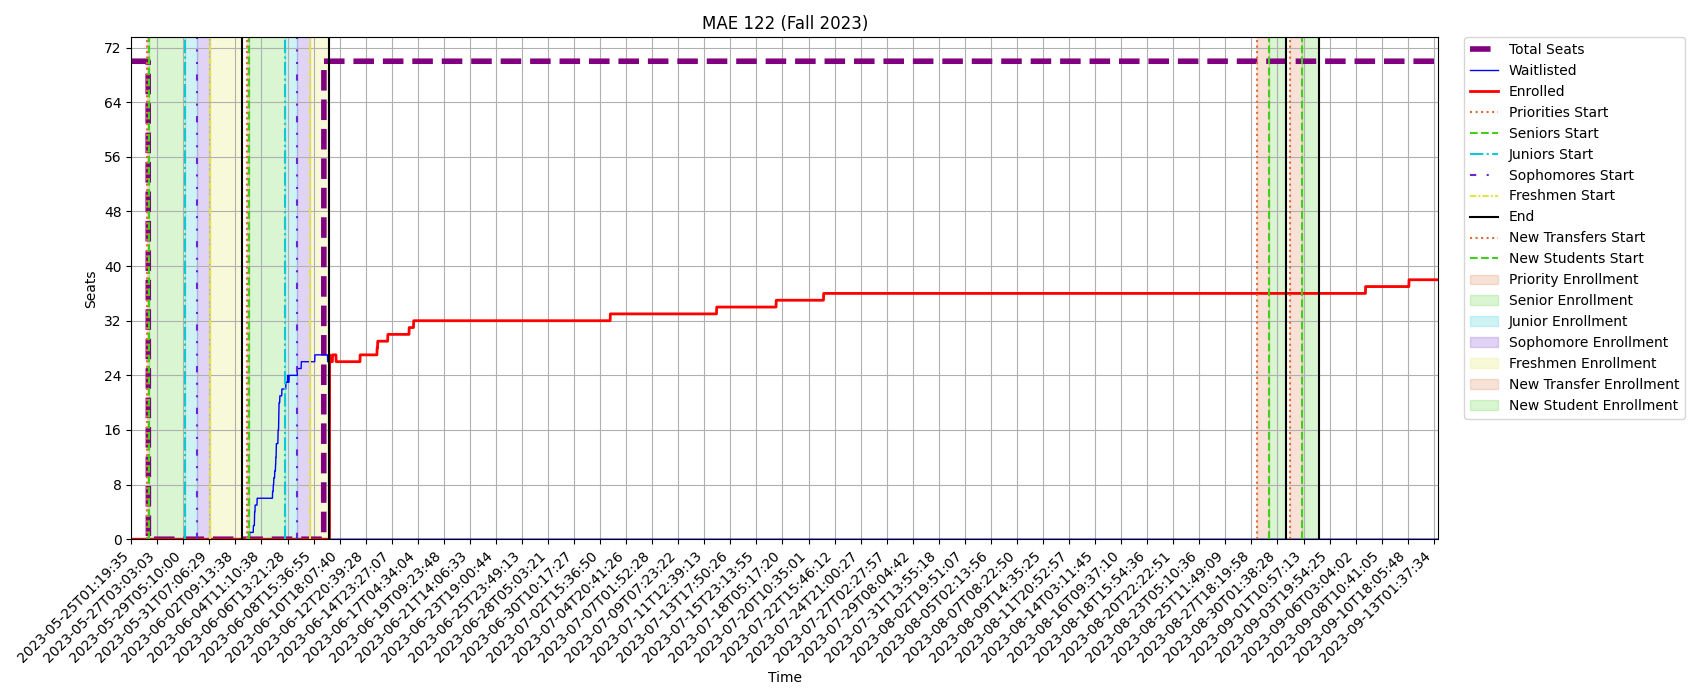 MAE 122 (Fall 2023)
72
64
56
48
40
32
24
16
8
0
Seats
2023-05-25T01:19:35
2023-05-27T03:03:03
2023-05-29T05:10:00
2023-05-31T07:06:29
2023-06-02T09:13:38
2023-06-04T11:10:38
2023-06-06T13:21:28
2023-06-08T15:36:55
2023-06-10T18:07:40
2023-06-12T20:39:28
2023-06-14T23:27:07
2023-06-17T04:34:04
2023-06-19T09:23:48
2023-06-21T14:06:33
2023-06-23T19:00:44
2023-06-25T23:49:13
2023-06-28T05:03:21
2023-06-30T10:17:27
2023-07-02T15:36:50
2023-07-04T20:41:26
2023-07-07T01:52:28
2023-07-09T07:23:22
2023-07-11T12:39:13
2023-07-13T17:50:26
2023-07-15T23:13:55
2023-07-18T05:17:20
2023-07-20T10:35:01
2023-07-22T15:46:12
2023-07-24T21:00:27
2023-07-27T02:27:57
2023-07-29T08:04:42
2023-07-31T13:55:18
2023-08-02T19:51:07
2023-08-05T02:13:56
2023-08-07T08:22:50
2023-08-09T14:35:25
2023-08-11T20:52:57
2023-08-14T03:11:45
2023-08-16T09:37:10
2023-08-18T15:54:36
2023-08-20T22:22:51
2023-08-23T05:10:36
2023-08-25T11:49:09
2023-08-27T18:19:58
2023-08-30T01:38:28
2023-09-01T10:57:13
2023-09-03T19:54:25
2023-09-06T03:04:02
2023-09-08T10:41:05
2023-09-10T18:05:48
2023-09-13T01:37:34
Time
Total Seats
Waitlisted
Enrolled
Priorities Start
Seniors Start
Juniors Start
Sophomores Start
Freshmen Start
End
New Transfers Start
New Students Start
Priority Enrollment
Senior Enrollment
Junior Enrollment
Sophomore Enrollment
Freshmen Enrollment
New Transfer Enrollment
New Student Enrollment